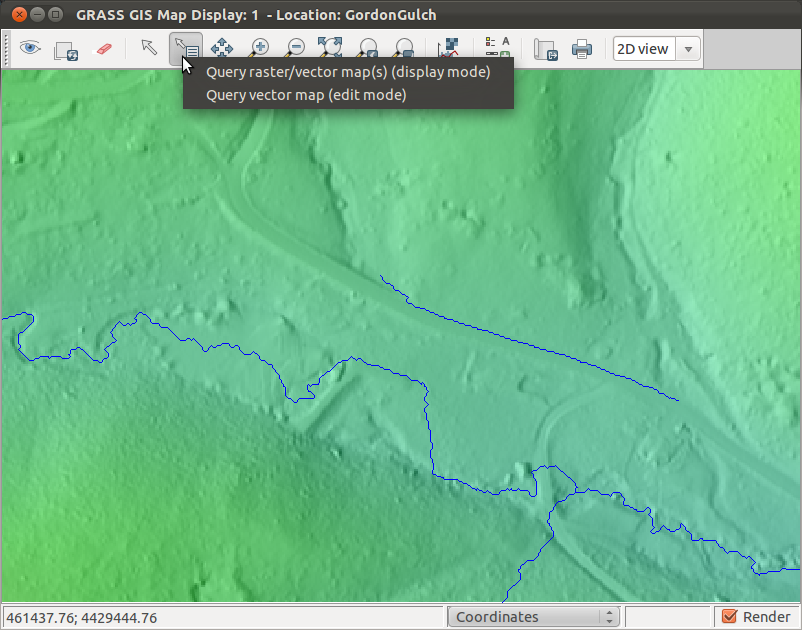 GRASS GIS Map Display: 1 - Location: GordonGulch
A
2D view
Query raster/vector map(s) (display mode)
Query vector map (edit mode)
461437.76; 4429444.76
Coordinates
Render